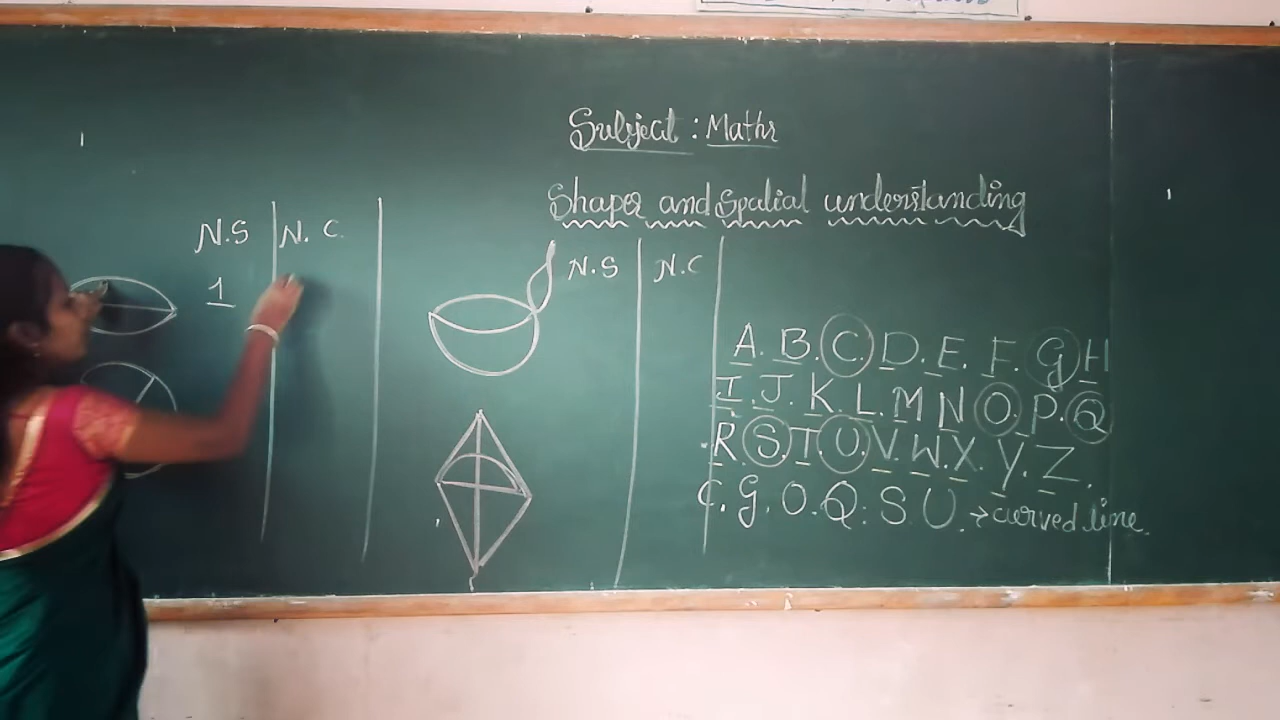 Subject : Maths
Shapes and Spatial understanding
N.S N. C
1
N.S N.C
A. B. C. D. E. F. G H
I. J. K L. M N O. P. Q
R S T. U. V. W. X. Y. Z.
C. G. O. Q. S U. → curved line.